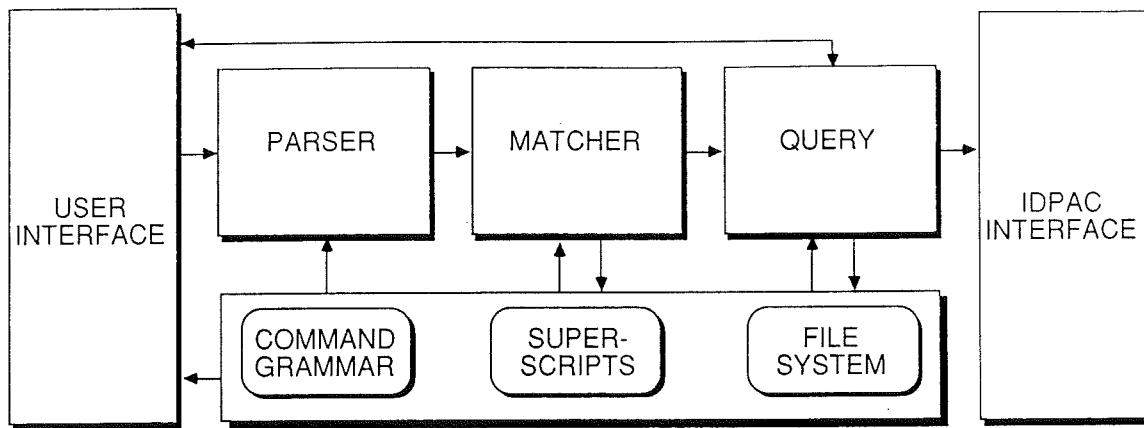 PARSER
MATCHER
QUERY
USER
INTERFACE
IDPAC
INTERFACE
COMMAND
GRAMMAR
SUPER-
SCRIPTS
FILE
SYSTEM